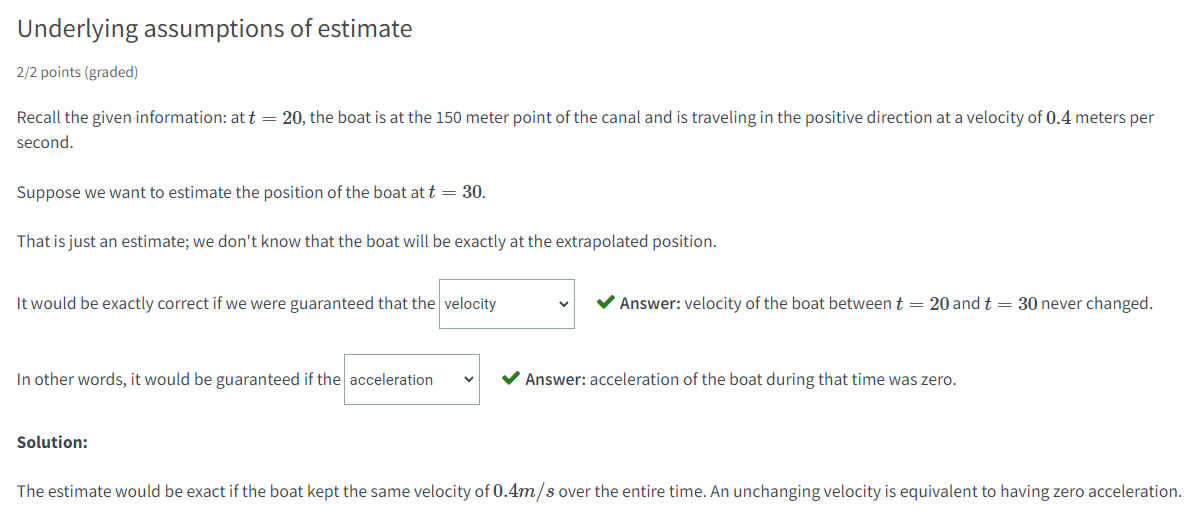 Underlying assumptions of estimate
2/2 points (graded)
Recall the given information: at t = 20, the boat is at the 150 meter point of the canal and is traveling in the positive direction at a velocity of 0.4 meters per
second.
Suppose we want to estimate the position of the boat at t = 30.
That is just an estimate; we don't know that the boat will be exactly at the extrapolated position.
It would be exactly correct if we were guaranteed that the velocity ✔ Answer: velocity of the boat between t = 20 and t = 30 never changed.
In other words, it would be guaranteed if the acceleration ✔ Answer: acceleration of the boat during that time was zero.
Solution:
The estimate would be exact if the boat kept the same velocity of 0.4m/s over the entire time. An unchanging velocity is equivalent to having zero acceleration.